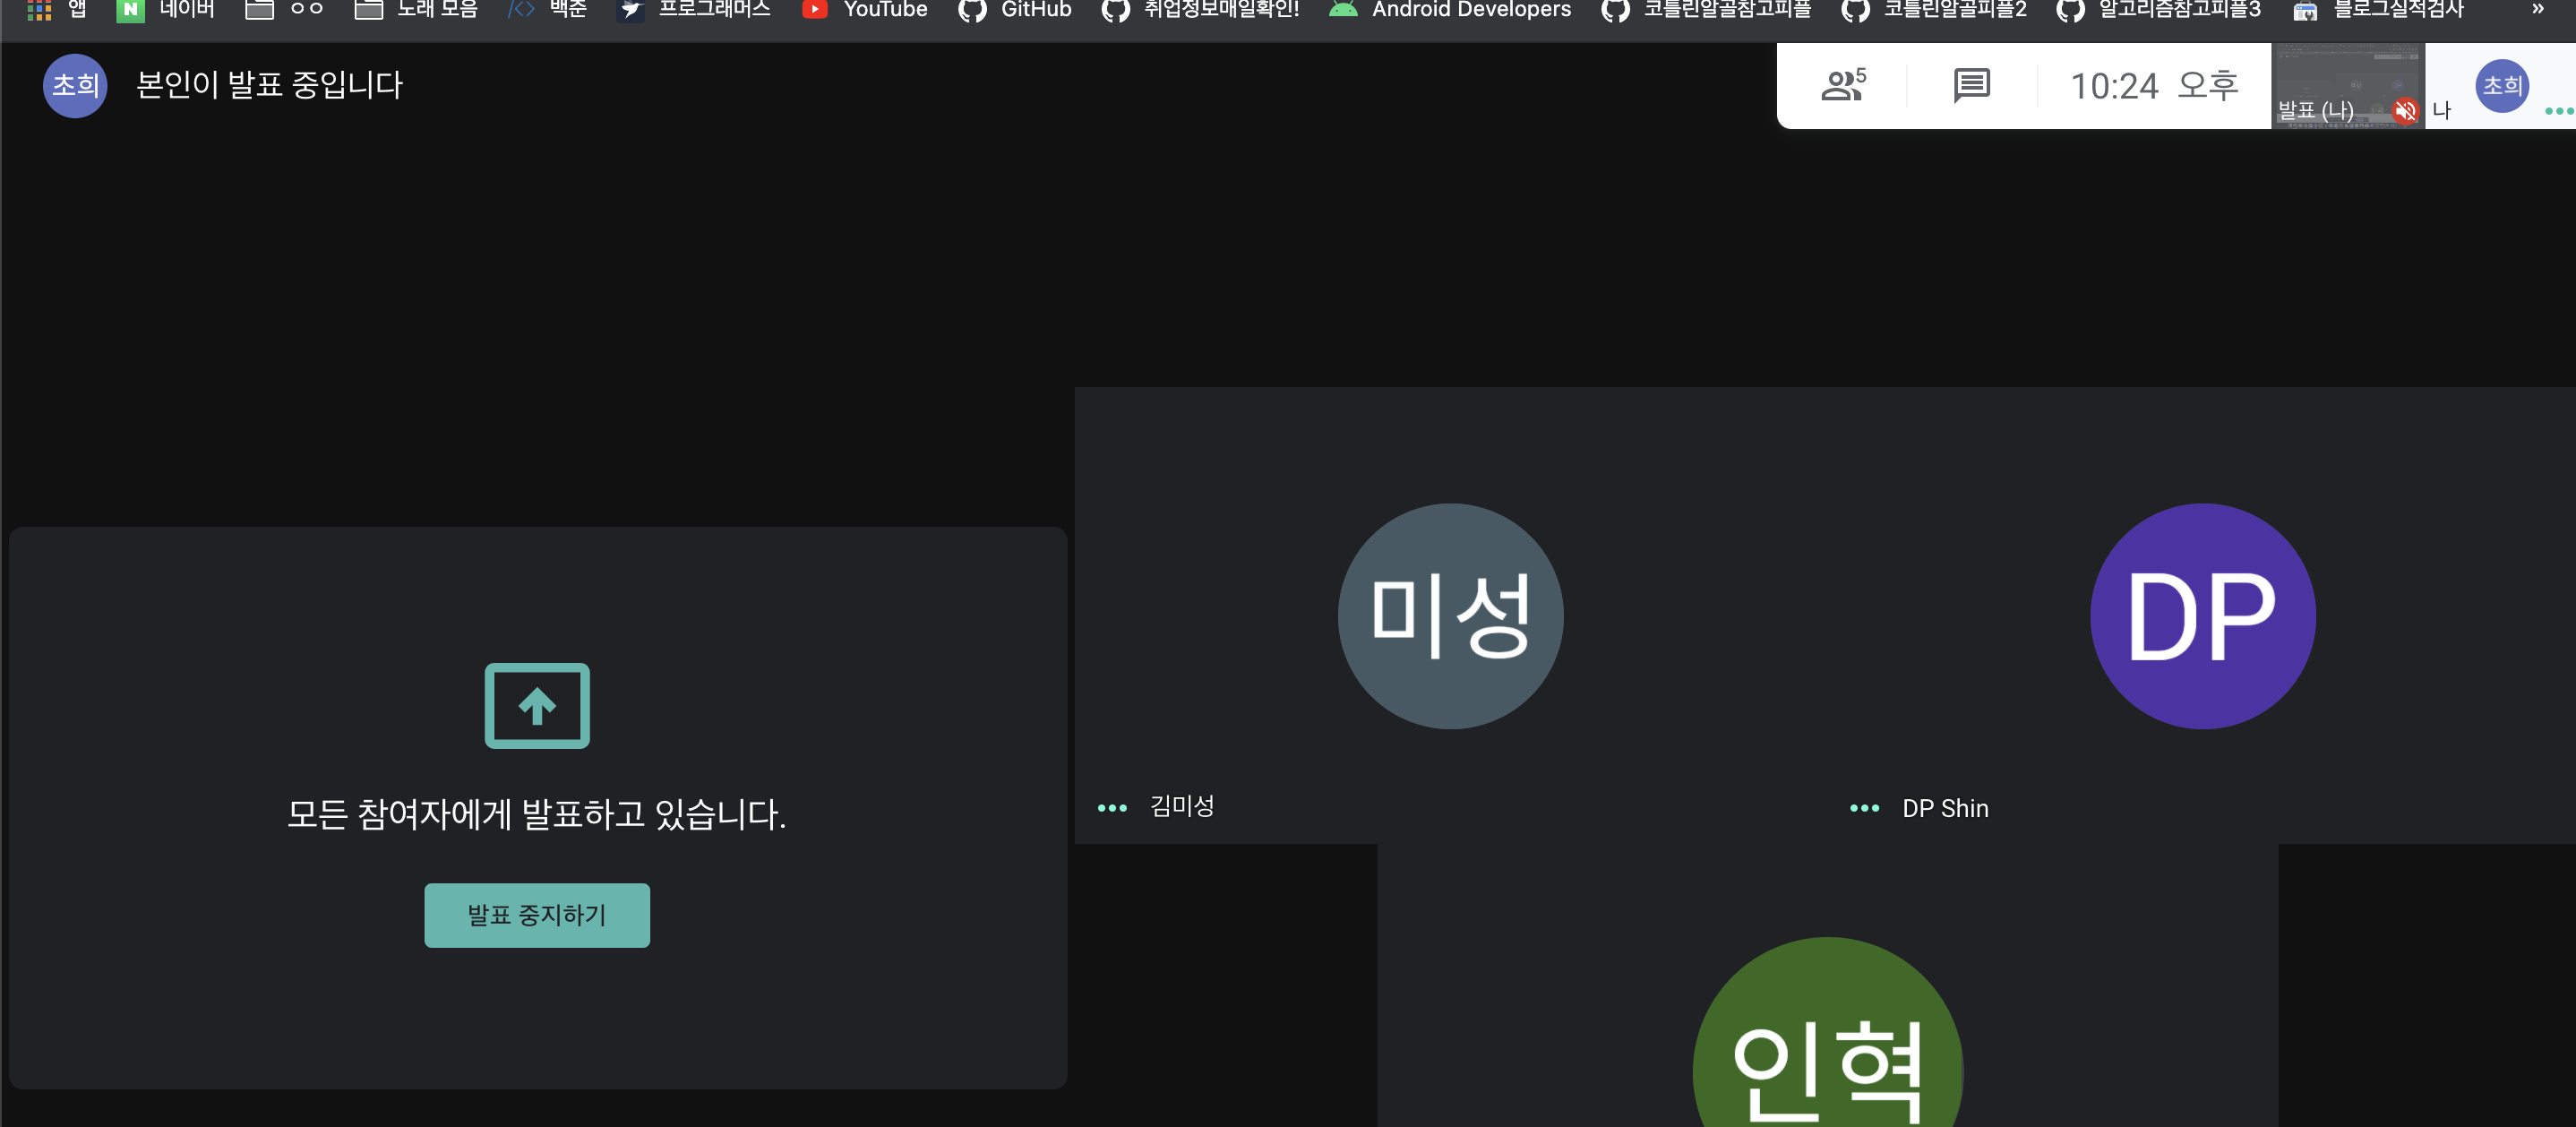 앱 네이버 ㅇㅇ 노래 모음 백준 프로그래머스 YouTube GitHub 취업정보매일확인! Android Developers 코틀린알골참고피플 코틀린알골피플2 알고리즘참고피플3 블로그실적검사 »
초희 본인이 발표 중입니다
5 10:24 오후
발표 (나)
나
초희
미성
DP
김미성
DP Shin
모든 참여자에게 발표하고 있습니다.
발표 중지하기
인혁